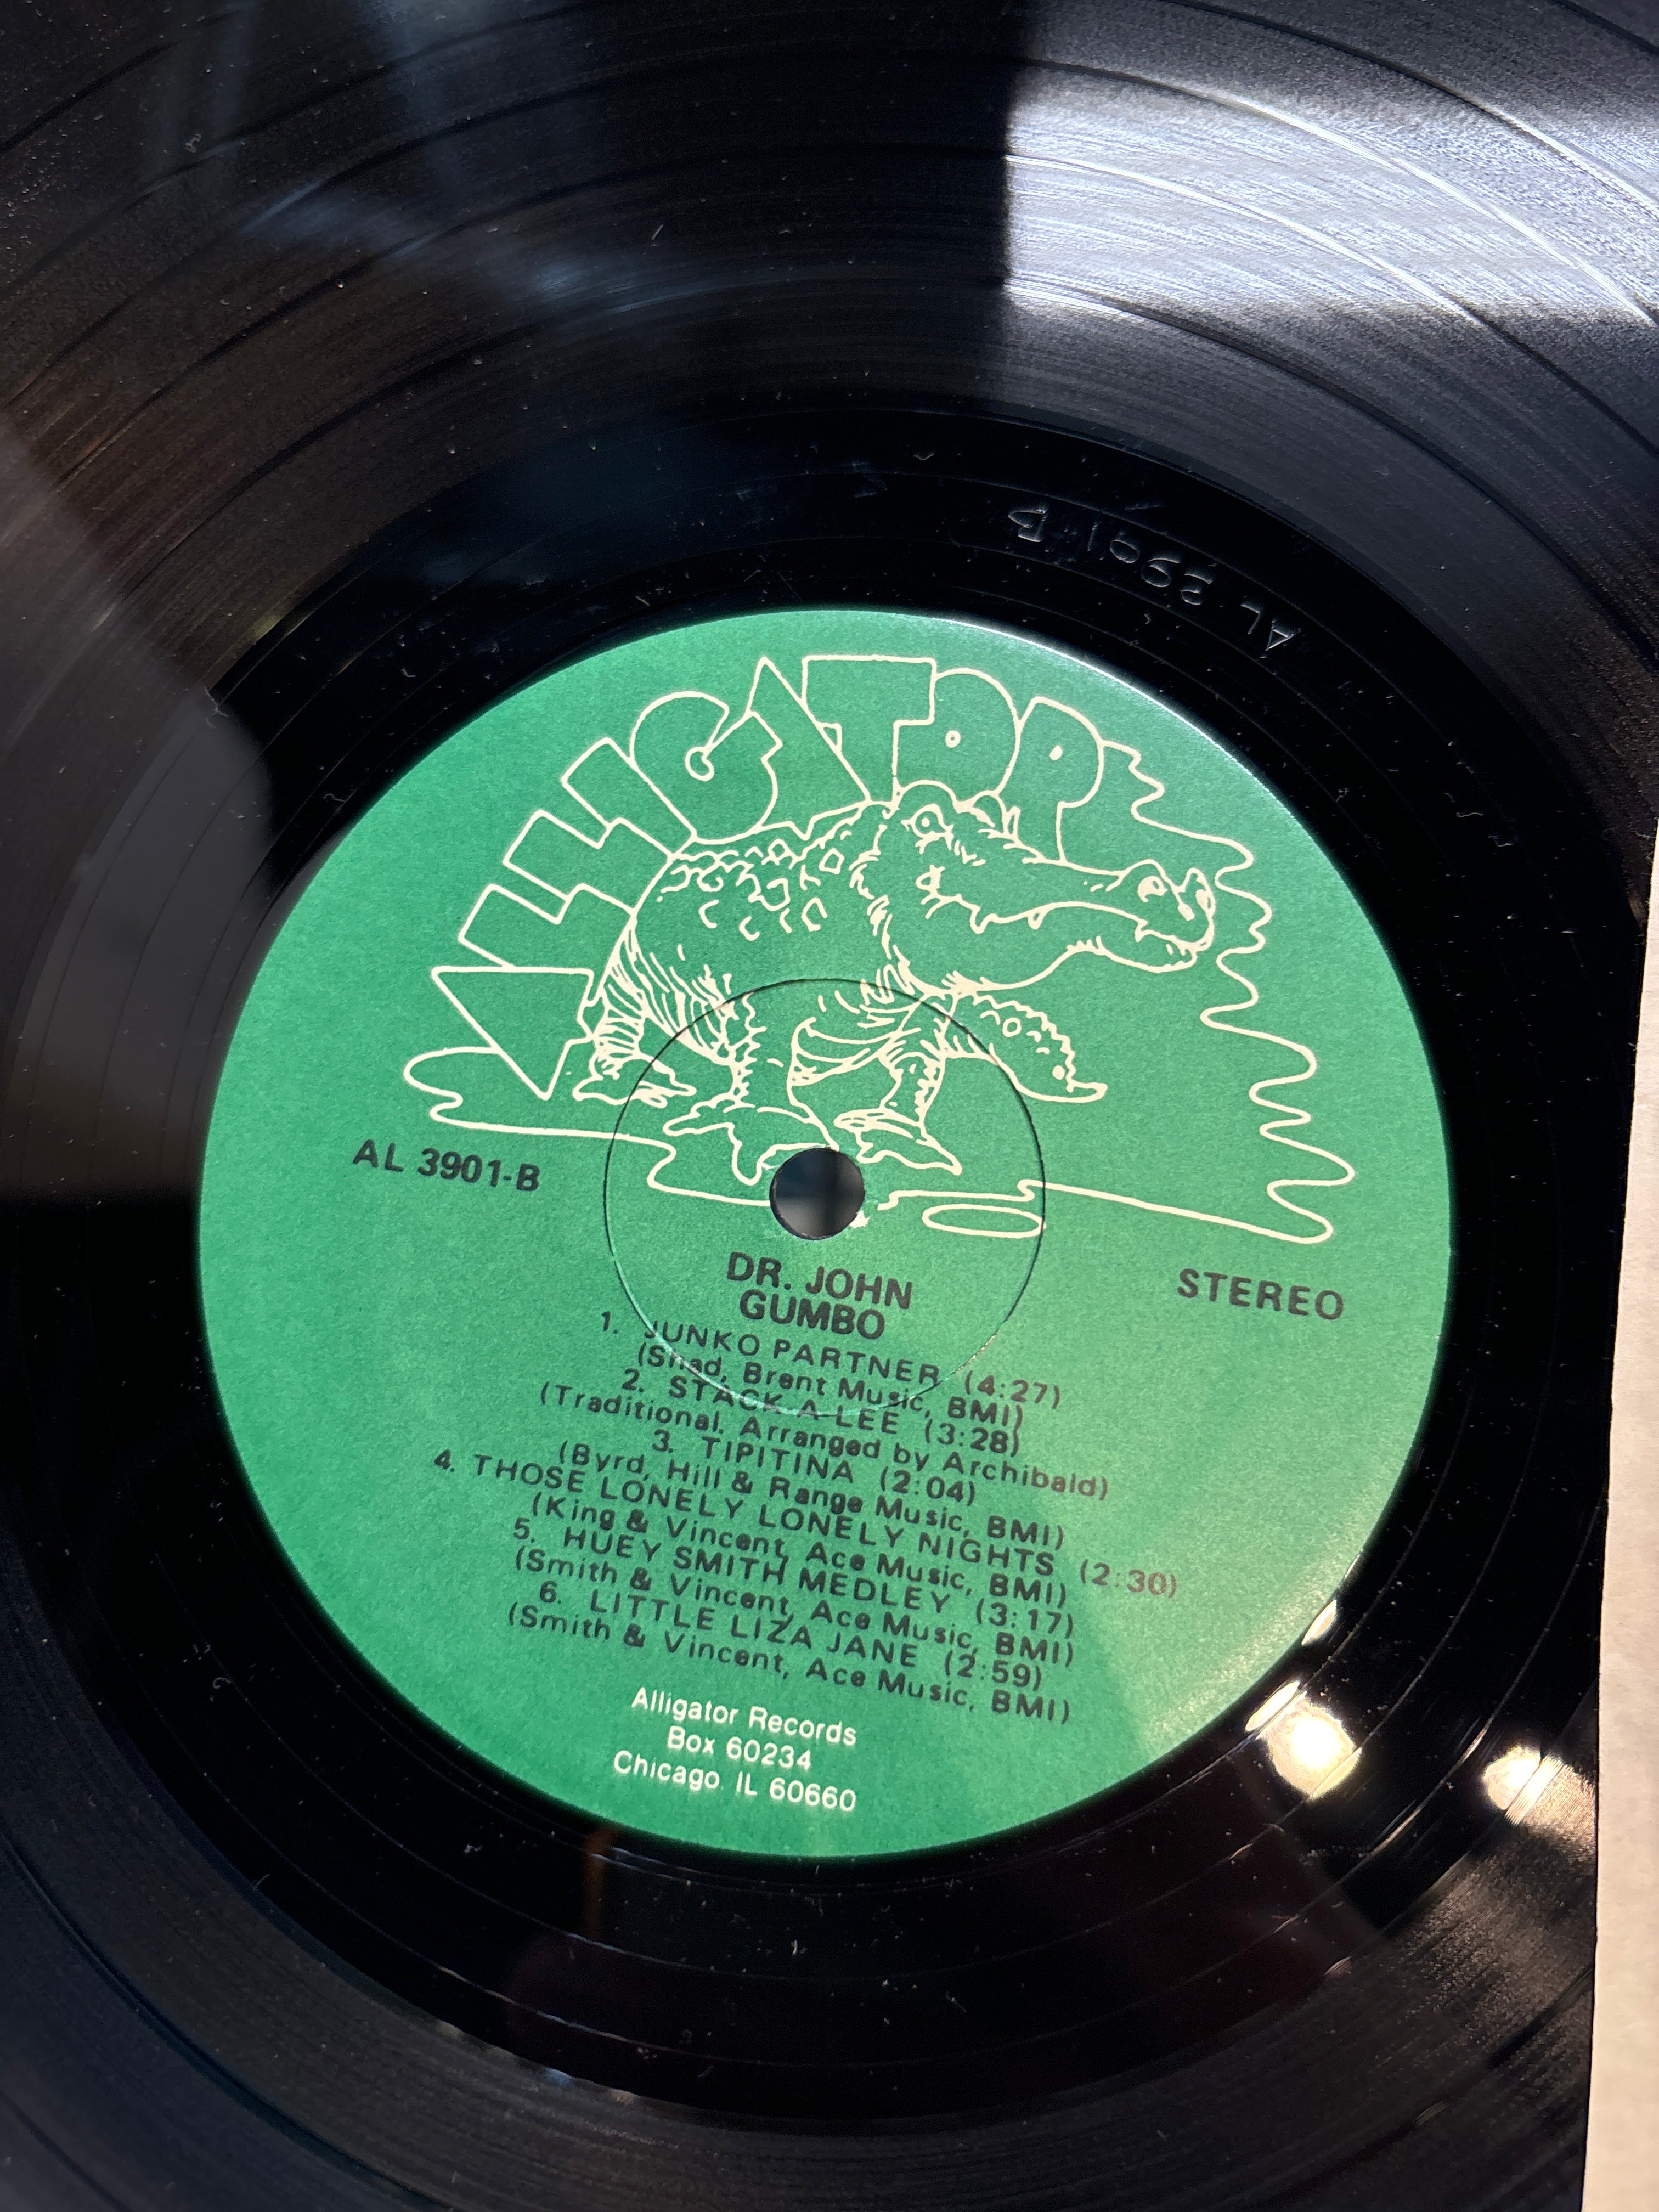 AL 3901 B
ALLIGATOR
AL 3901-B
STEREO
DR. JOHN
GUMBO
1. JUNKO PARTNER (4:27)
(Shad, Brent Music, BMI)
2. STACK A LEE (3:28)
(Traditional, Arranged by Archibald)
3. TIPITINA (2:04)
(Byrd, Hill & Range Music, BMI)
4. THOSE LONELY LONELY NIGHTS (2:30)
(King & Vincent, Ace Music, BMI)
5. HUEY SMITH MEDLEY (3:17)
(Smith & Vincent, Ace Music, BMI)
6. LITTLE LIZA JANE (2:59)
(Smith & Vincent, Ace Music, BMI)
Alligator Records
Box 60234
Chicago IL 60660